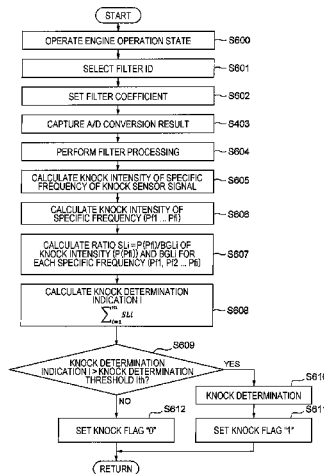 START
OPERATE ENGINE OPERATION STATE
S600
SELECT FILTER ID
S601
SET FILTER COEFFICIENT
S602
CAPTURE A/D CONVERSION RESULT
S403
PERFORM FILTER PROCESSING
S604
CALCULATE KNOCK INTENSITY OF SPECIFIC
FREQUENCY OF KNOCK SENSOR SIGNAL
S605
CALCULATE KNOCK INTENSITY OF
SPECIFIC FREQUENCY (Pf1 ... Pfi)
S606
CALCULATE RATIO SLi=P(Pfi)/BGLi OF
KNOCK INTENSITY (P(Pfi)) AND BGLi FOR
EACH SPECIFIC FREQUENCY (Pf1, Pf2 ... Pfi)
S607
CALCULATE KNOCK DETERMINATION
INDICATION I
S608
S609
KNOCK DETERMINATION
INDICATION I > KNOCK DETERMINATION
THRESHOLD Ith?
YES
NO
S610
KNOCK DETERMINATION
S612
SET KNOCK FLAG "0"
S611
SET KNOCK FLAG "1"
RETURN